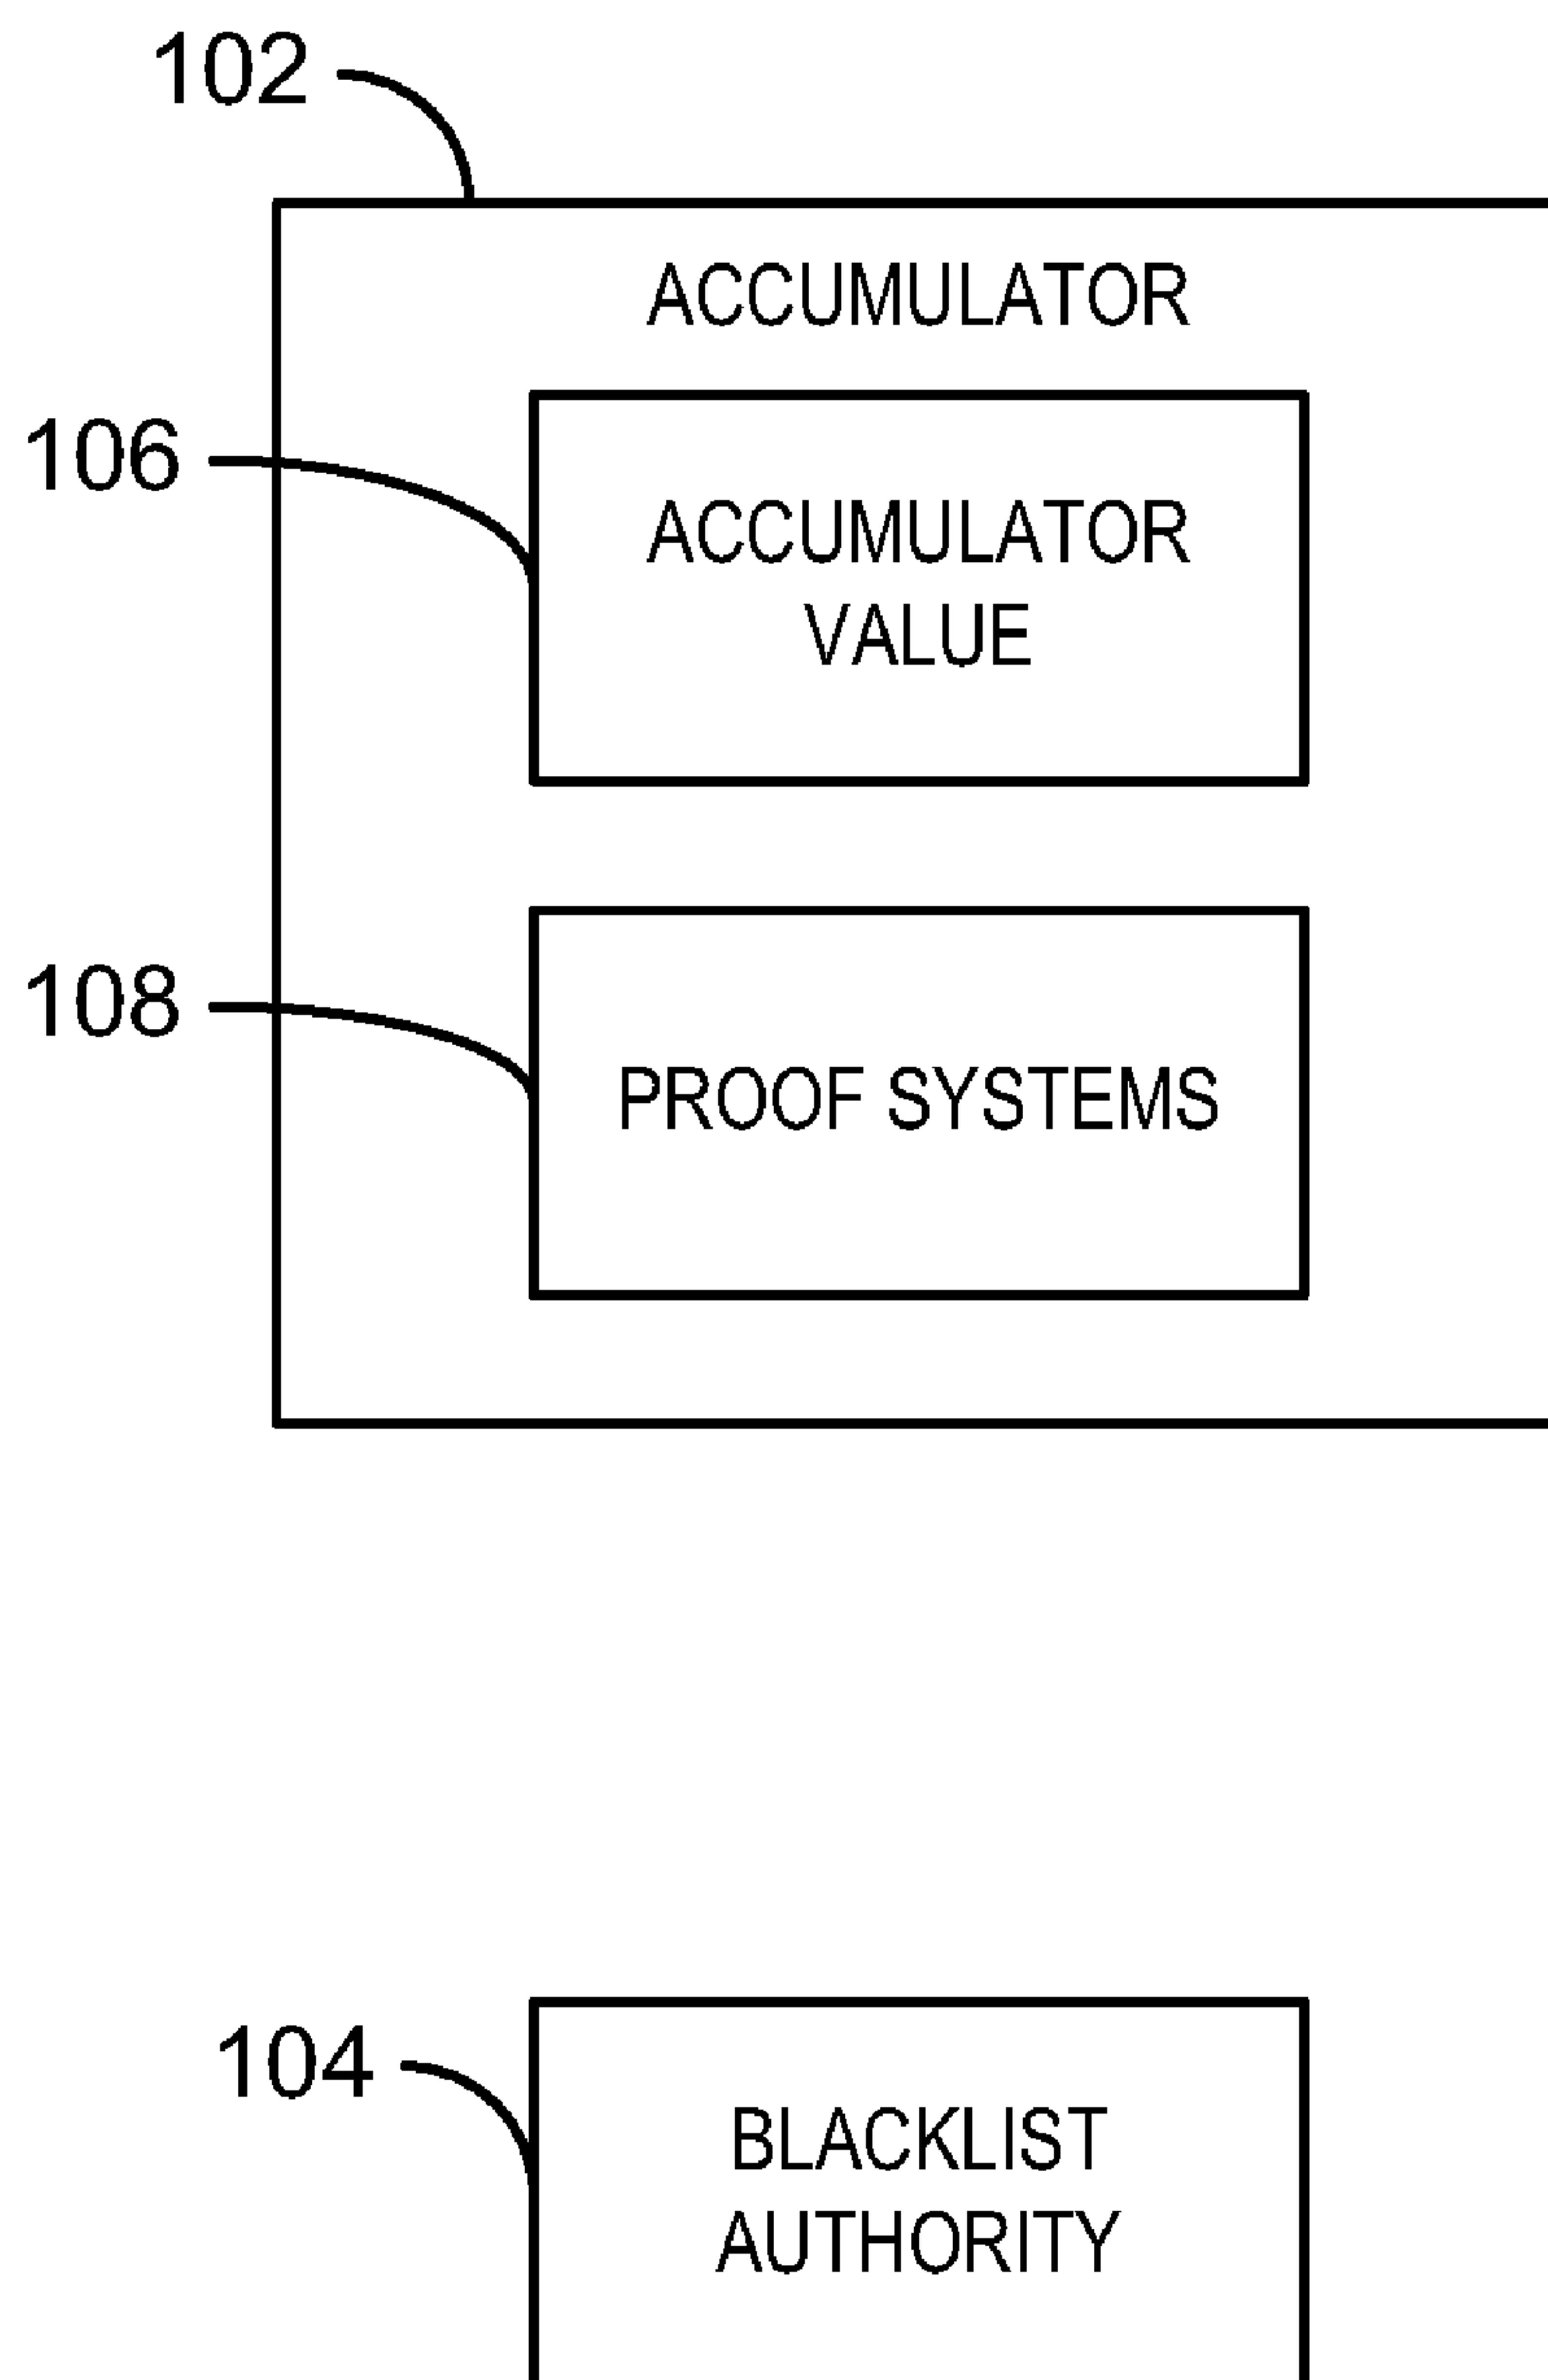 102
ACCUMULATOR
106
ACCUMULATOR
VALUE
108
PROOF SYSTEMS
104
BLACKLIST
AUTHORITY